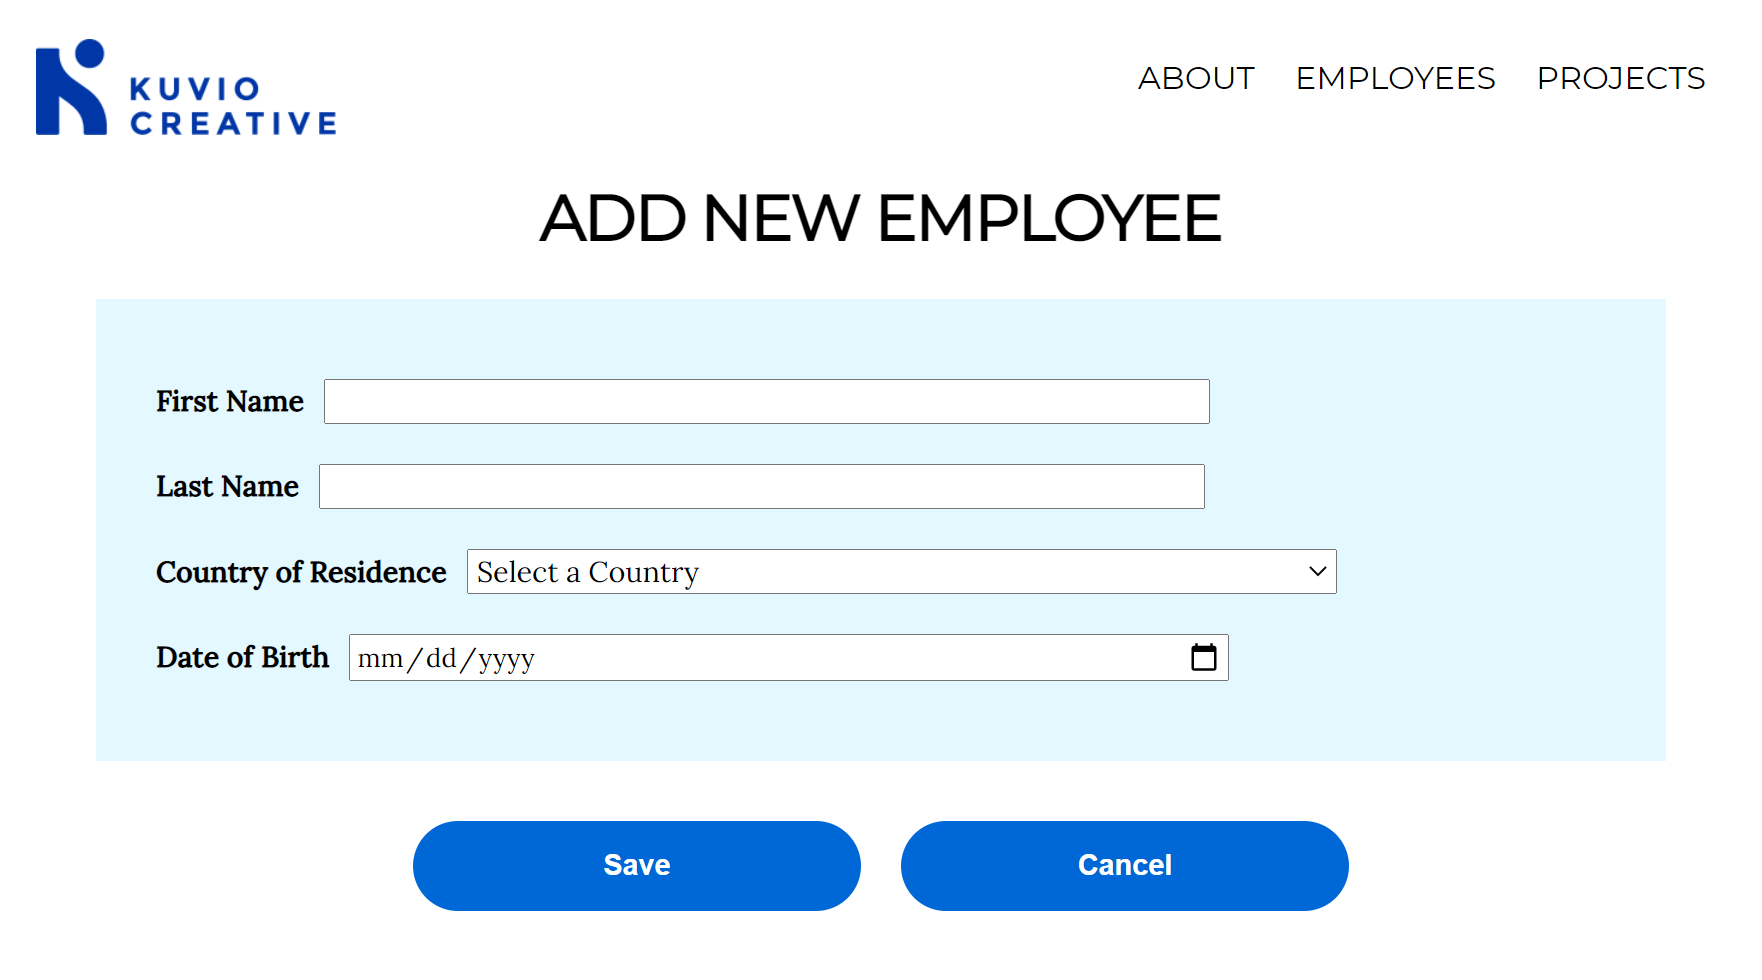 KUVIO
CREATIVE
ABOUT EMPLOYEES PROJECTS
ADD NEW EMPLOYEE
First Name
Last Name
Country of Residence Select a Country
Date of Birth mm/dd/yyyy
Save Cancel